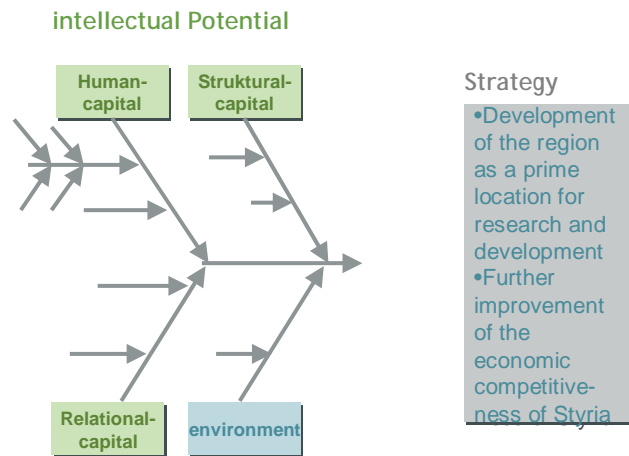 intellectual Potential
Human-
capital
Struktural-
capital
Relational-
capital
environment
Strategy
•Development
of the region
as a prime
location for
research and
development
•Further
improvement
of the
economic
competitive-
ness of Styria